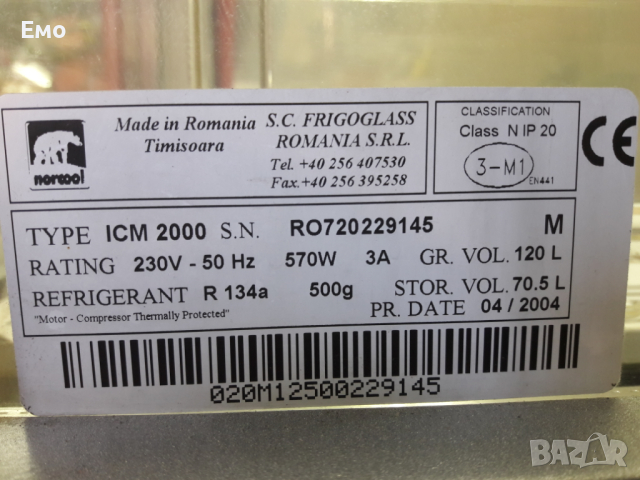 Emo
norcool
Made in Romania
Timisoara
S.C. FRIGOGLASS
ROMANIA S.R.L.
Tel. +40 256 407530
Fax.+40 256 395258
CLASSIFICATION
Class N IP 20
3-M1
EN441
CE
TYPE ICM 2000 S.N. RO720229145 M
RATING 230V - 50 Hz 570W 3A GR. VOL. 120 L
REFRIGERANT R 134a 500g STOR. VOL. 70.5 L
"Motor - Compressor Thermally Protected" PR. DATE 04 / 2004
020M12500229145
BAZAR